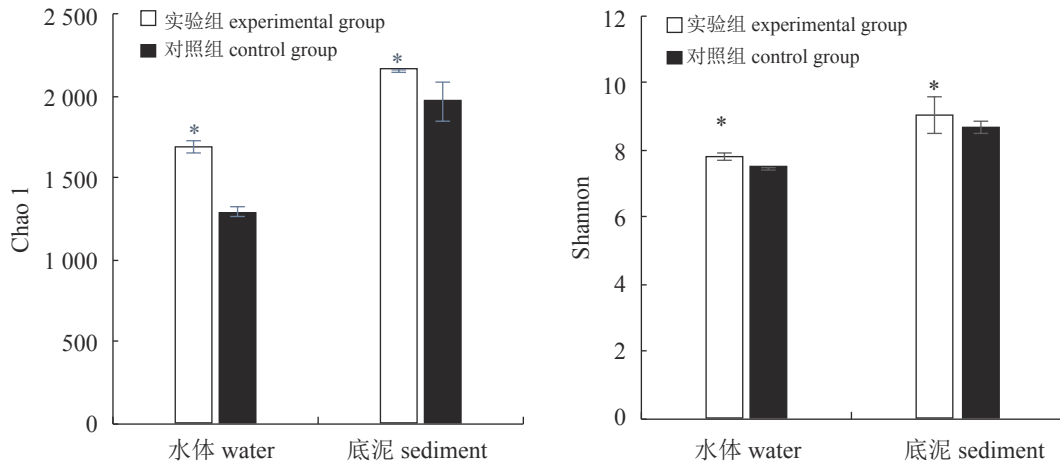 2 500
2 000
1 500
1 000
500
0
Chao 1
实验组 experimental group
对照组 control group
*
*
水体 water
底泥 sediment
12
10
8
6
4
2
0
Shannon
实验组 experimental group
对照组 control group
*
*
水体 water
底泥 sediment